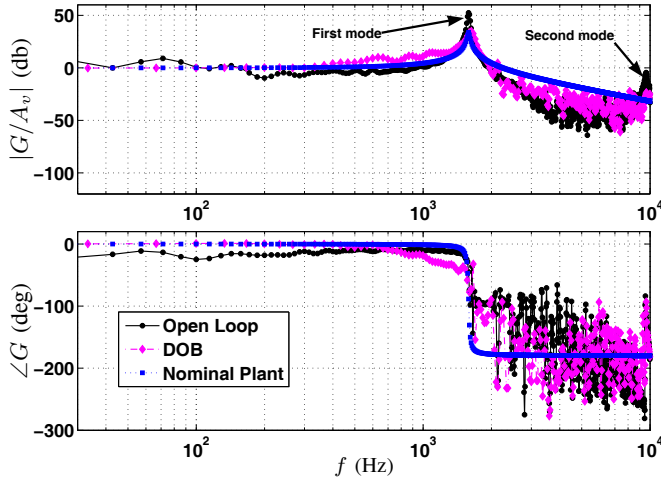 First mode
Second mode
|G/A_v| (db)
50
0
−50
−100
10^2
10^3
10^4
∠G (deg)
0
−100
−200
−300
Open Loop
DOB
Nominal Plant
10^2
10^3
10^4
f (Hz)